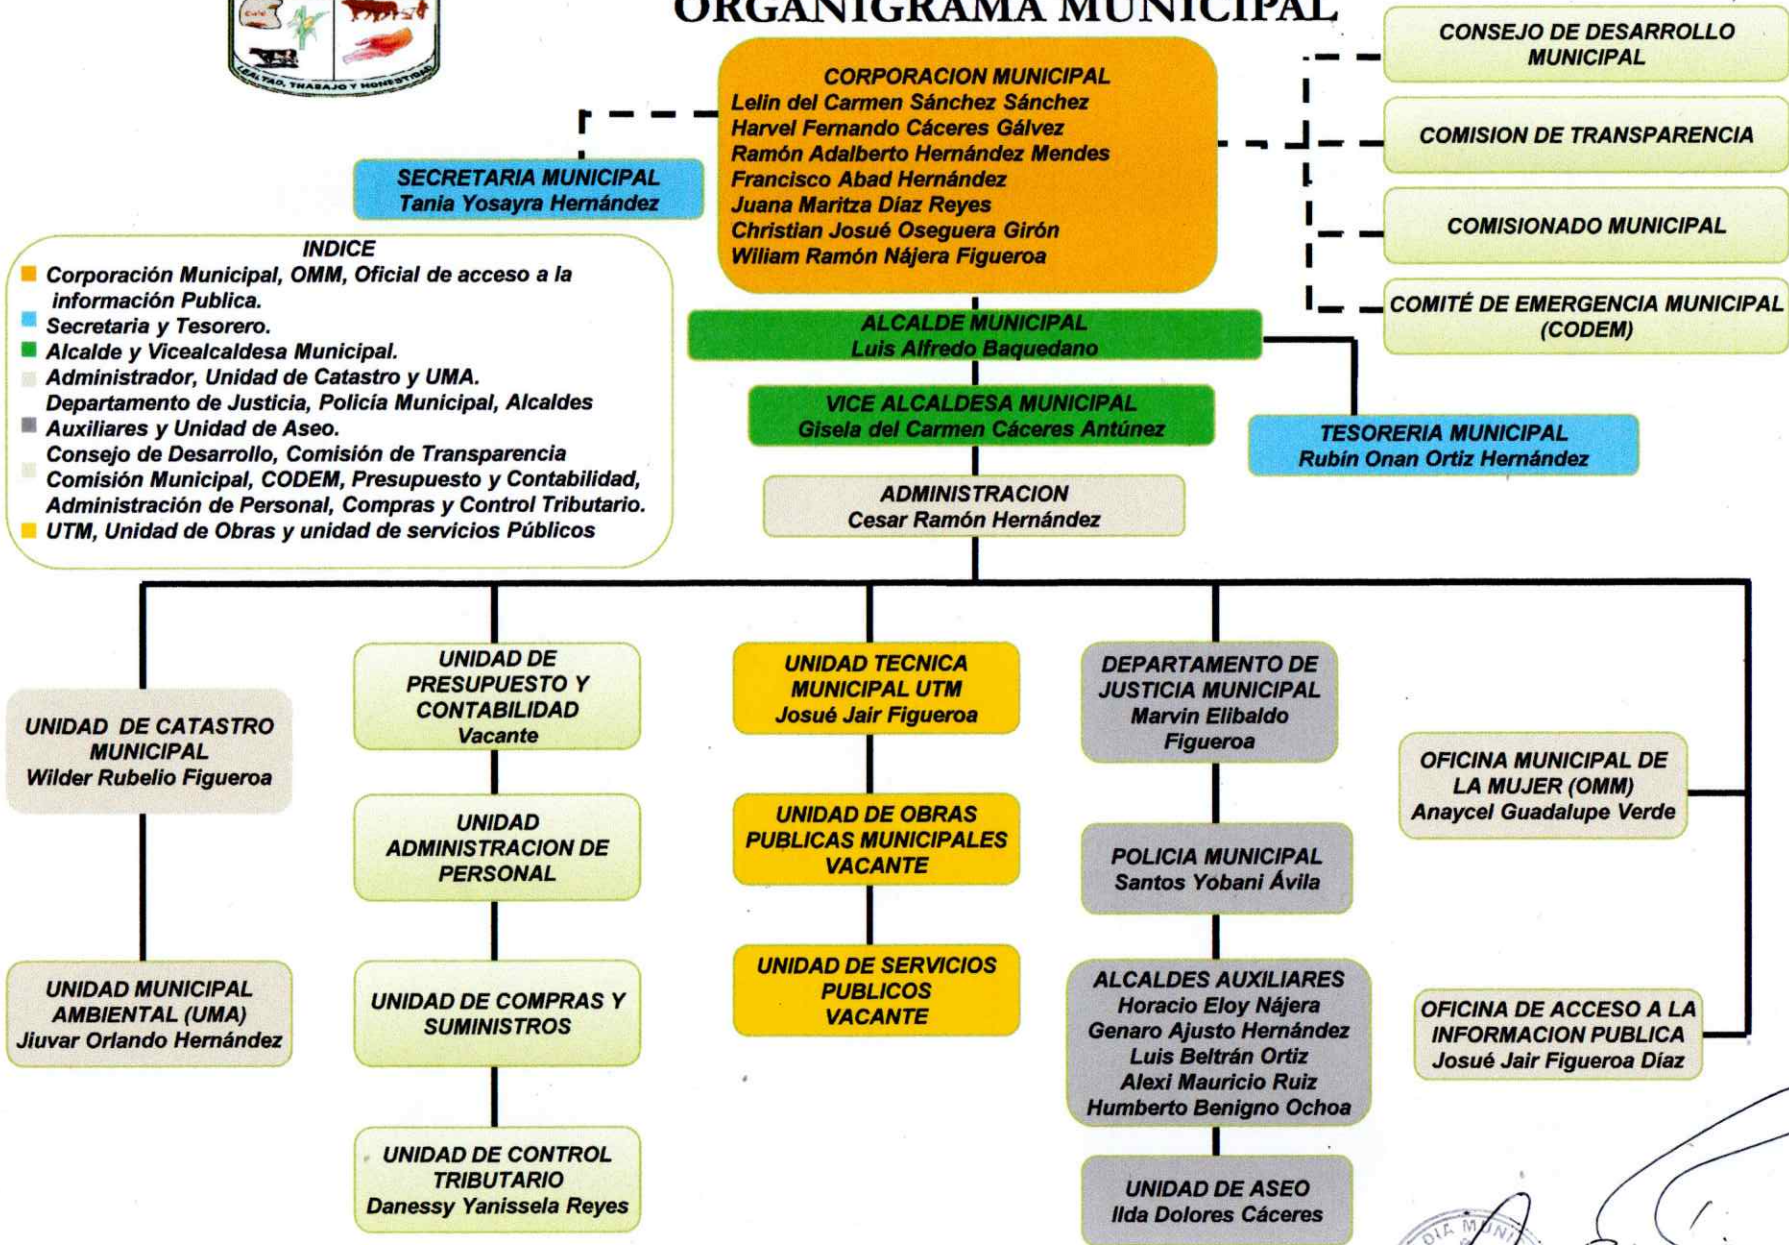 ORGANIGRAMA MUNICIPAL
LEALTAD, TRABAJO Y HONESTIDAD
CORPORACION MUNICIPAL
Lelin del Carmen Sánchez Sánchez
Harvel Fernando Cáceres Gálvez
Ramón Adalberto Hernández Mendes
Francisco Abad Hernández
Juana Maritza Díaz Reyes
Christian Josué Oseguera Girón
Wiliam Ramón Nájera Figueroa
CONSEJO DE DESARROLLO
MUNICIPAL
COMISION DE TRANSPARENCIA
COMISIONADO MUNICIPAL
COMITÉ DE EMERGENCIA MUNICIPAL
(CODEM)
SECRETARIA MUNICIPAL
Tania Yosayra Hernández
INDICE
Corporación Municipal, OMM, Oficial de acceso a la
información Publica.
Secretaria y Tesorero.
Alcalde y Vicealcaldesa Municipal.
Administrador, Unidad de Catastro y UMA.
Departamento de Justicia, Policía Municipal, Alcaldes
Auxiliares y Unidad de Aseo.
Consejo de Desarrollo, Comisión de Transparencia
Comisión Municipal, CODEM, Presupuesto y Contabilidad,
Administración de Personal, Compras y Control Tributario.
UTM, Unidad de Obras y unidad de servicios Públicos
ALCALDE MUNICIPAL
Luis Alfredo Baquedano
VICE ALCALDESA MUNICIPAL
Gisela del Carmen Cáceres Antúnez
TESORERIA MUNICIPAL
Rubín Onan Ortiz Hernández
ADMINISTRACION
Cesar Ramón Hernández
UNIDAD DE CATASTRO
MUNICIPAL
Wilder Rubelio Figueroa
UNIDAD MUNICIPAL
AMBIENTAL (UMA)
Jiuvar Orlando Hernández
UNIDAD DE
PRESUPUESTO Y
CONTABILIDAD
Vacante
UNIDAD
ADMINISTRACION DE
PERSONAL
UNIDAD DE COMPRAS Y
SUMINISTROS
UNIDAD DE CONTROL
TRIBUTARIO
Danessy Yanissela Reyes
UNIDAD TECNICA
MUNICIPAL UTM
Josué Jair Figueroa
UNIDAD DE OBRAS
PUBLICAS MUNICIPALES
VACANTE
UNIDAD DE SERVICIOS
PUBLICOS
VACANTE
DEPARTAMENTO DE
JUSTICIA MUNICIPAL
Marvin Elibaldo
Figueroa
POLICIA MUNICIPAL
Santos Yobani Ávila
ALCALDES AUXILIARES
Horacio Eloy Nájera
Genaro Ajusto Hernández
Luis Beltrán Ortiz
Alexi Mauricio Ruiz
Humberto Benigno Ochoa
UNIDAD DE ASEO
Ilda Dolores Cáceres
OFICINA MUNICIPAL DE
LA MUJER (OMM)
Anaycel Guadalupe Verde
OFICINA DE ACCESO A LA
INFORMACION PUBLICA
Josué Jair Figueroa Díaz